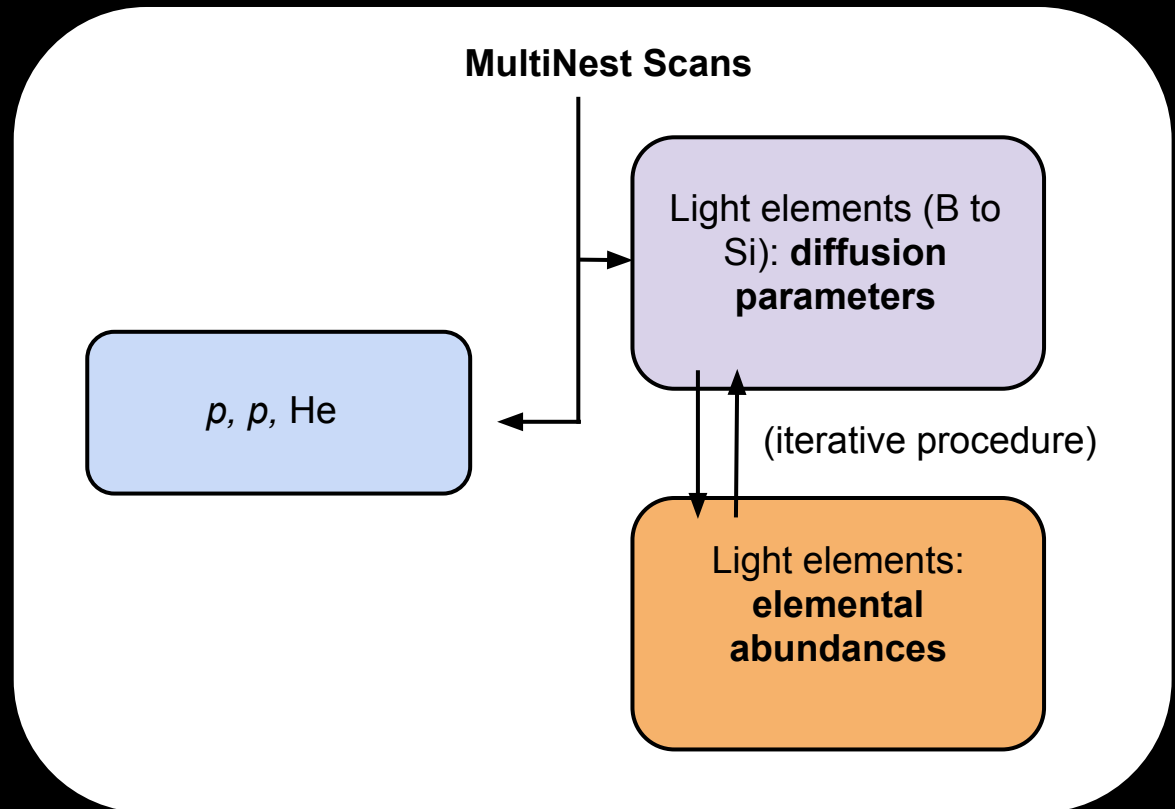 MultiNest Scans
Light elements (B to
Si): diffusion
parameters
p, p, He
(iterative procedure)
Light elements:
elemental
abundances